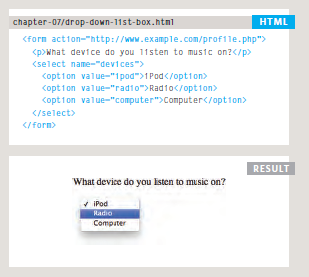 chapter-07/drop-down-list-box.html
HTML
<form action="http://www.example.com/profile.php">
<p>What device do you listen to music on?</p>
<select name="devices">
<option value="ipod">iPod</option>
<option value="radio">Radio</option>
<option value="computer">Computer</option>
</select>
</form>
RESULT
What device do you listen to music on?
✓ iPod
Radio
Computer